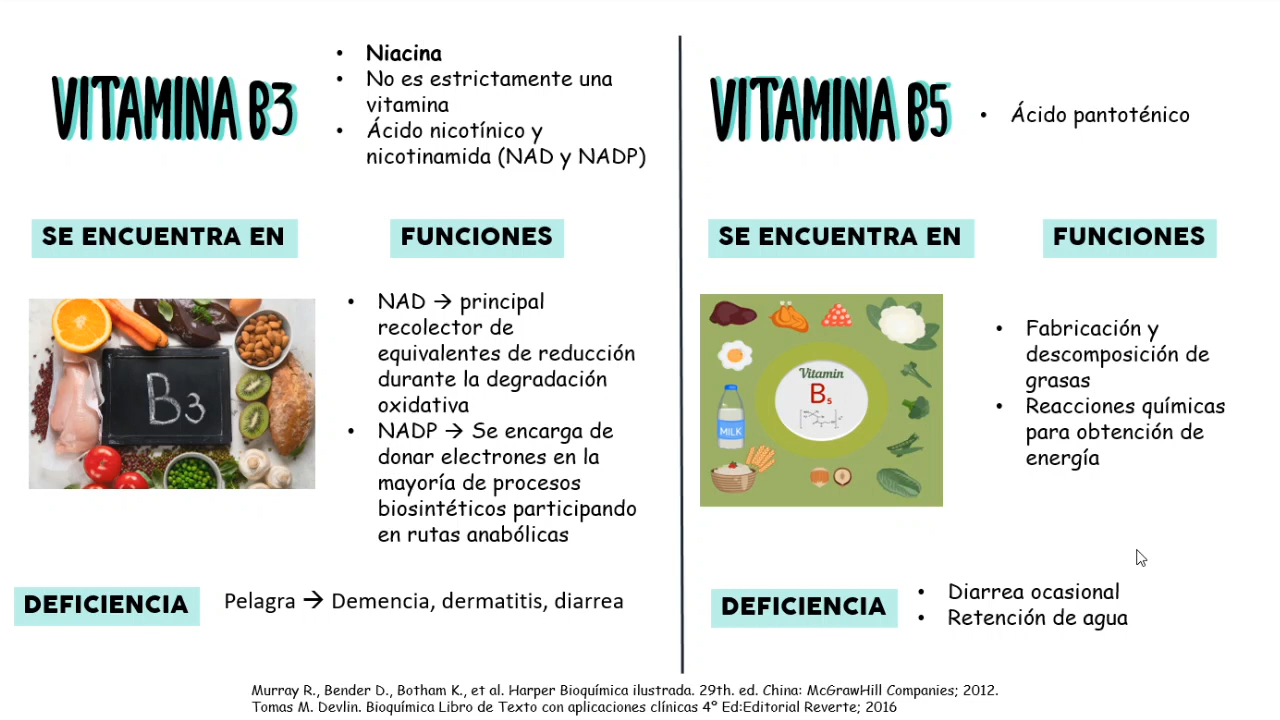 VITAMINA B3
• Niacina
• No es estrictamente una
vitamina
• Ácido nicotínico y
nicotinamida (NAD y NADP)
SE ENCUENTRA EN
FUNCIONES
B3
• NAD → principal
recolector de
equivalentes de reducción
durante la degradación
oxidativa
• NADP → Se encarga de
donar electrones en la
mayoría de procesos
biosintéticos participando
en rutas anabólicas
DEFICIENCIA
Pelagra → Demencia, dermatitis, diarrea
VITAMINA B5
• Ácido pantoténico
SE ENCUENTRA EN
FUNCIONES
Vitamin
B5
MILK
• Fabricación y
descomposición de
grasas
• Reacciones químicas
para obtención de
energía
DEFICIENCIA
• Diarrea ocasional
• Retención de agua
Murray R., Bender D., Botham K., et al. Harper Bioquímica ilustrada. 29th. ed. China: McGrawHill Companies; 2012.
Tomas M. Devlin. Bioquímica Libro de Texto con aplicaciones clínicas 4º Ed:Editorial Reverte; 2016